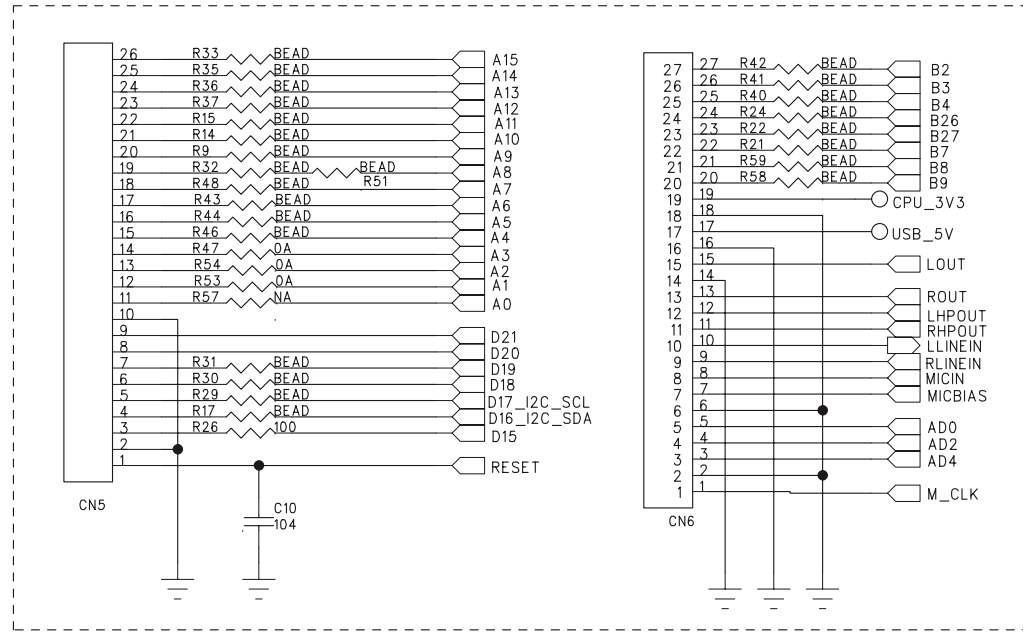 26 R33 BEAD A15
25 R35 BEAD A14
24 R36 BEAD A13
23 R37 BEAD A12
22 R15 BEAD A11
21 R14 BEAD A10
20 R9 BEAD A9
19 R32 BEAD BEAD R51 A8
18 R48 BEAD A7
17 R43 BEAD A6
16 R44 BEAD A5
15 R46 BEAD A4
14 R47 0A A3
13 R54 0A A2
12 R53 0A A1
11 R57 NA A0
10
9 D21
8 D20
7 R31 BEAD D19
6 R30 BEAD D18
5 R29 BEAD D17_I2C_SCL
4 R17 BEAD D16_I2C_SDA
3 R26 100 D15
2
1 RESET
CN5
C10
104
27 27 R42 BEAD B2
26 26 R41 BEAD B3
25 25 R40 BEAD B4
24 24 R24 BEAD B26
23 23 R22 BEAD B27
22 22 R21 BEAD B7
21 21 R59 BEAD B8
20 20 R58 BEAD B9
19 19 CPU_3V3
18 18
17 17 USB_5V
16 16
15 15 LOUT
14 14
13 13 ROUT
12 12 LHPOUT
11 11 RHPOUT
10 10 LLINEIN
9 9 RLINEIN
8 8 MICIN
7 7 MICBIAS
6 6
5 5 AD0
4 4 AD2
3 3 AD4
2 2
1 1 M_CLK
CN6